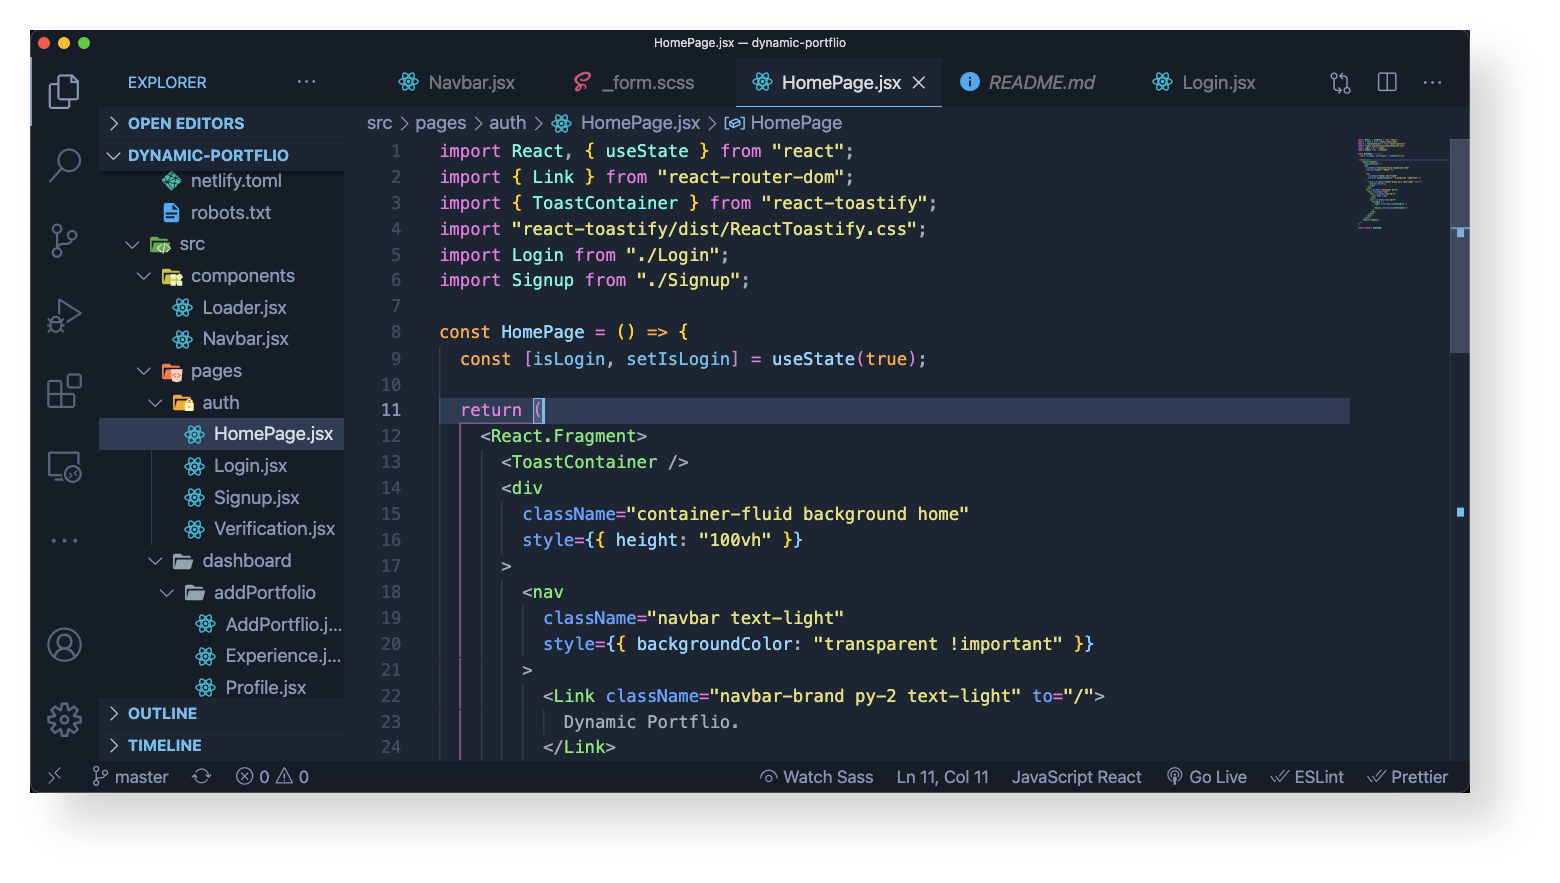 HomePage.jsx — dynamic-portflio
EXPLORER
Navbar.jsx
_form.scss
HomePage.jsx
README.md
Login.jsx
OPEN EDITORS
DYNAMIC-PORTFLIO
netlify.toml
robots.txt
src
components
Loader.jsx
Navbar.jsx
pages
auth
HomePage.jsx
Login.jsx
Signup.jsx
Verification.jsx
dashboard
addPortfolio
AddPortflio.j...
Experience.j...
Profile.jsx
OUTLINE
TIMELINE
src > pages > auth > HomePage.jsx > HomePage
1 import React, { useState } from "react";
2 import { Link } from "react-router-dom";
3 import { ToastContainer } from "react-toastify";
4 import "react-toastify/dist/ReactToastify.css";
5 import Login from "./Login";
6 import Signup from "./Signup";
7
8 const HomePage = () => {
9 const [isLogin, setIsLogin] = useState(true);
10
11 return (
12 <React.Fragment>
13 <ToastContainer />
14 <div
15 className="container-fluid background home"
16 style={{ height: "100vh" }}
17 >
18 <nav
19 className="navbar text-light"
20 style={{ backgroundColor: "transparent !important" }}
21 >
22 <Link className="navbar-brand py-2 text-light" to="/">
23 Dynamic Portflio.
24 </Link>
master
0 0
Watch Sass
Ln 11, Col 11
JavaScript React
Go Live
ESLint
Prettier